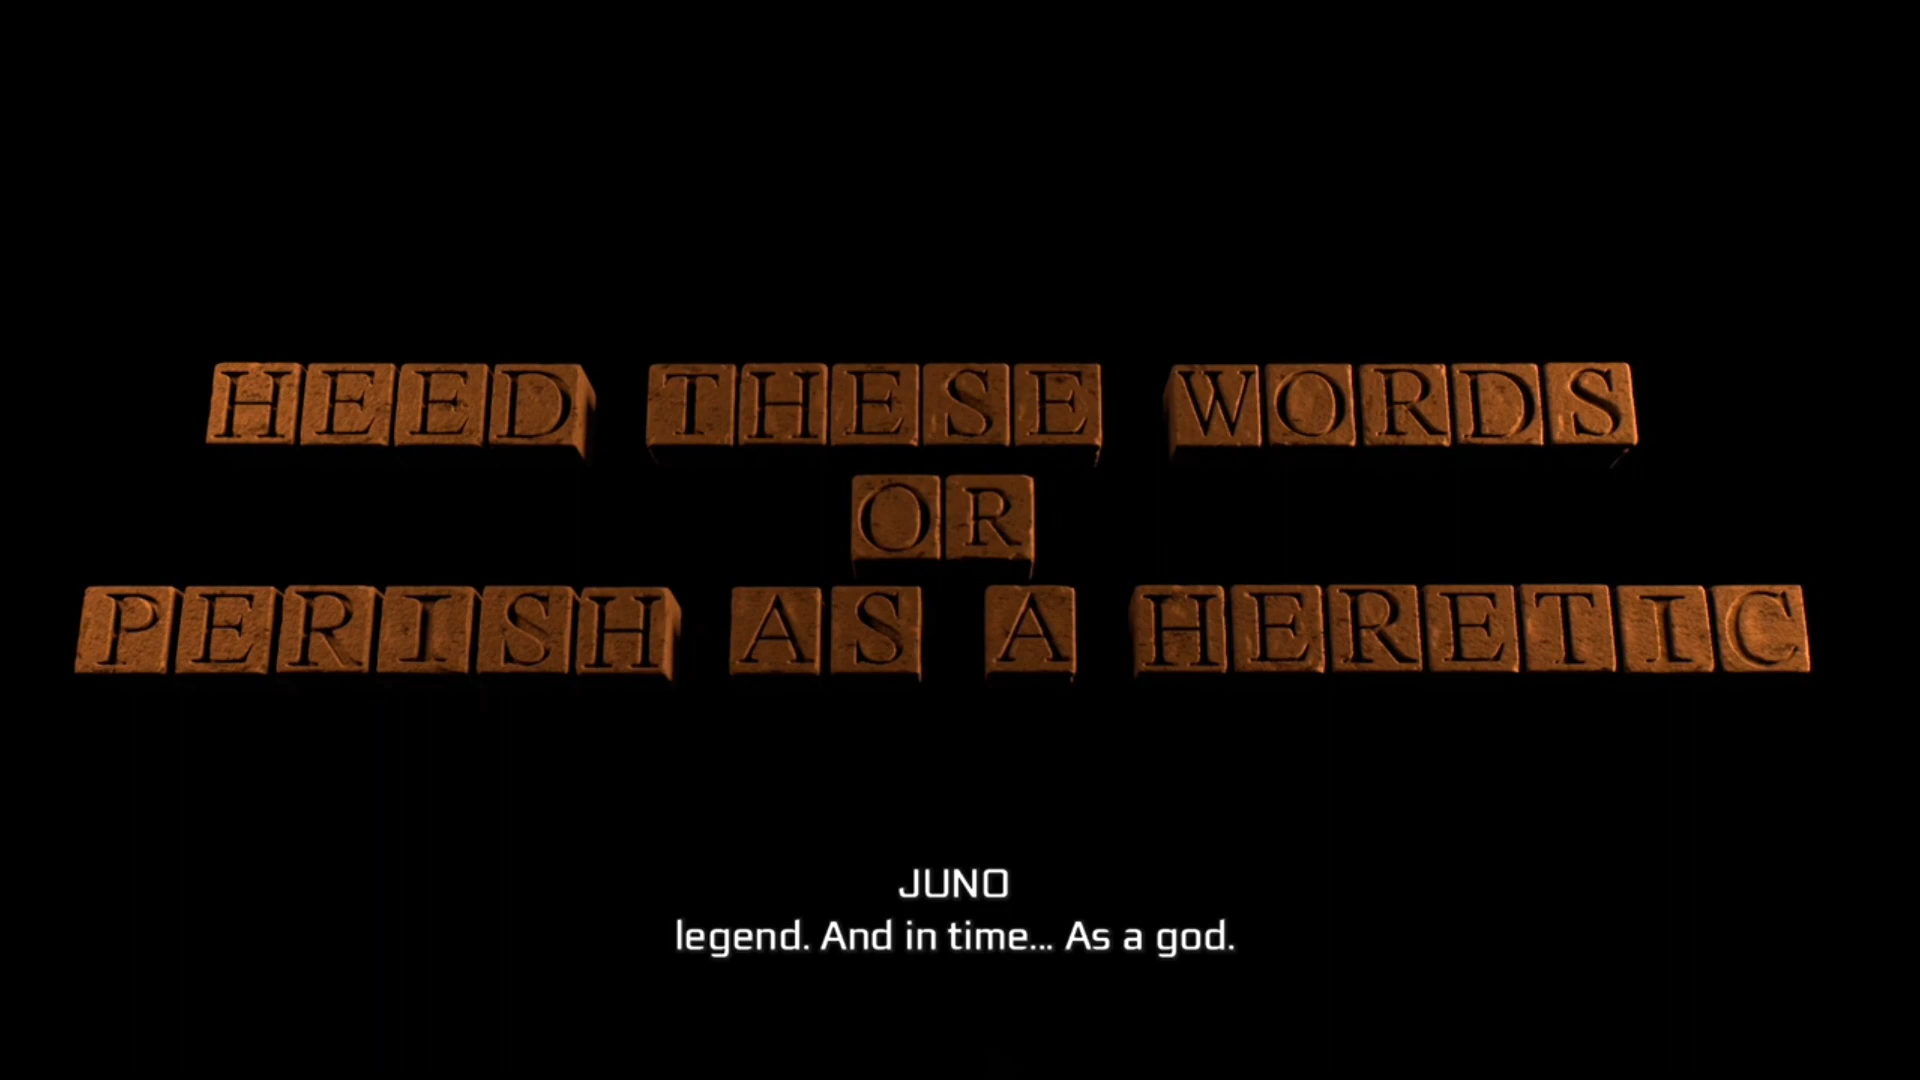 HEED THESE WORDS
OR
PERISH AS A HERETIC
JUNO
legend. And in time... As a god.